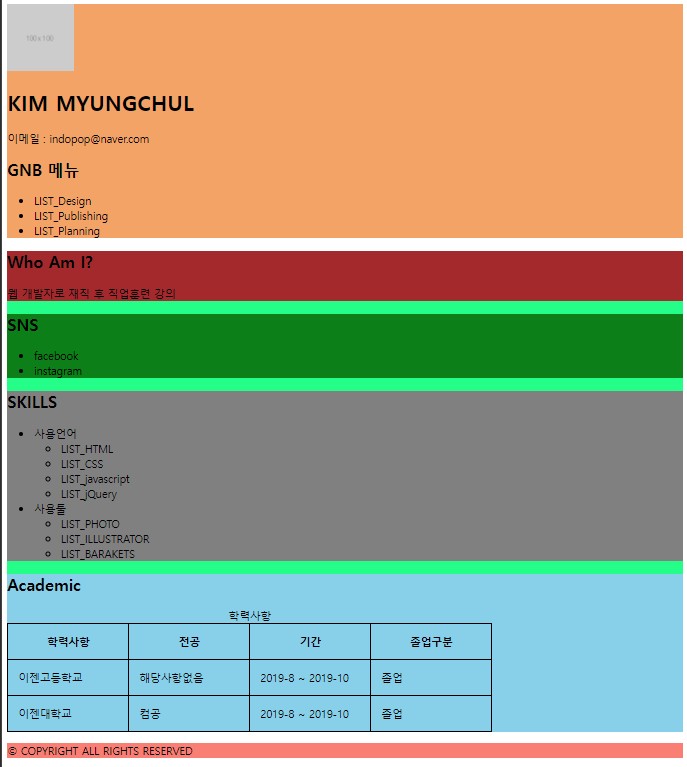 100 x 100
KIM MYUNGCHUL
이메일 : indopop@naver.com
GNB 메뉴
LIST_Design
LIST_Publishing
LIST_Planning
Who Am I?
웹 개발자로 재직 후 직업훈련 강의
SNS
facebook
instagram
SKILLS
사용언어
LIST_HTML
LIST_CSS
LIST_javascript
LIST_jQuery
사용툴
LIST_PHOTO
LIST_ILLUSTRATOR
LIST_BARAKETS
Academic
학력사항
학력사항 전공 기간 졸업구분
이젠고등학교 해당사항없음 2019-8 ~ 2019-10 졸업
이젠대학교 컴공 2019-8 ~ 2019-10 졸업
© COPYRIGHT ALL RIGHTS RESERVED